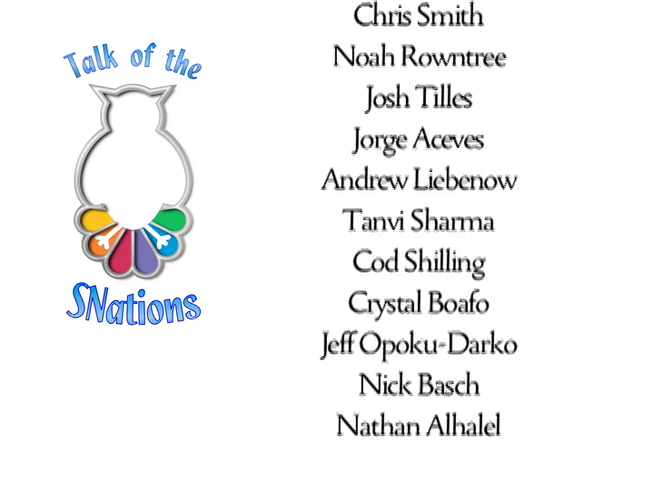 Talk of the
SNations
Chris Smith
Noah Rowntree
Josh Tilles
Jorge Aceves
Andrew Liebenow
Tanvi Sharma
Cod Shilling
Crystal Boafo
Jeff Opoku-Darko
Nick Basch
Nathan Alhalel